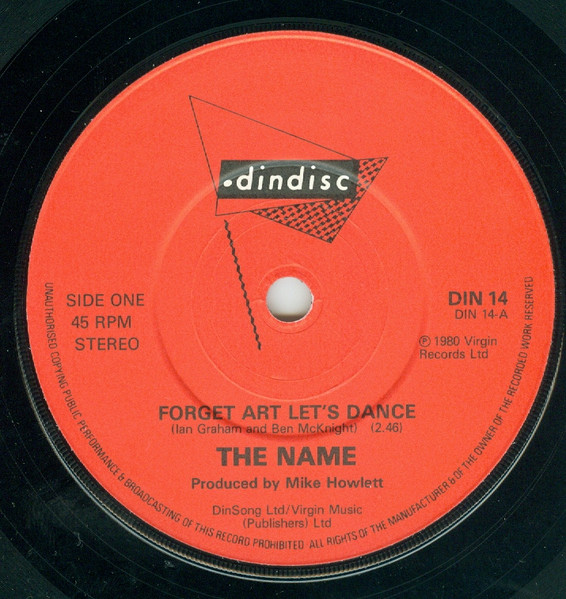 .dindisc
SIDE ONE
45 RPM
STEREO
DIN 14
DIN 14-A
℗ 1980 Virgin
Records Ltd
FORGET ART LET'S DANCE
(Ian Graham and Ben McKnight) (2.46)
THE NAME
Produced by Mike Howlett
DinSong Ltd/Virgin Music
(Publishers) Ltd
UNAUTHORISED COPYING PUBLIC PERFORMANCE & BROADCASTING OF THIS RECORD PROHIBITED ALL RIGHTS OF THE MANUFACTURER & OF THE OWNER OF THE RECORDED WORK RESERVED